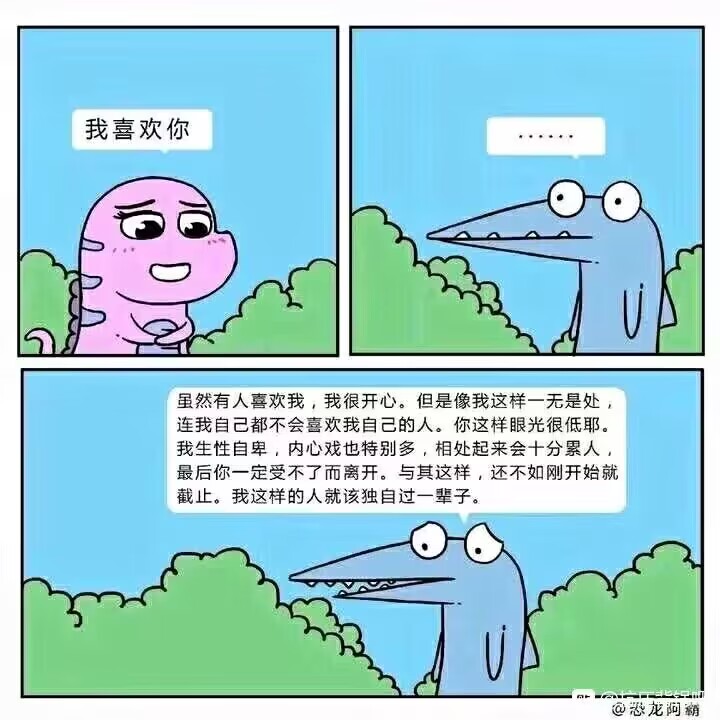 我喜欢你
······
虽然有人喜欢我，我很开心。但是像我这样一无是处，
连我自己都不会喜欢我自己的人。你这样眼光很低耶。
我生性自卑，内心戏也特别多，相处起来会十分累人，
最后你一定受不了而离开。与其这样，还不如刚开始就
截止。我这样的人就该独自过一辈子。
@恐龙阿霸